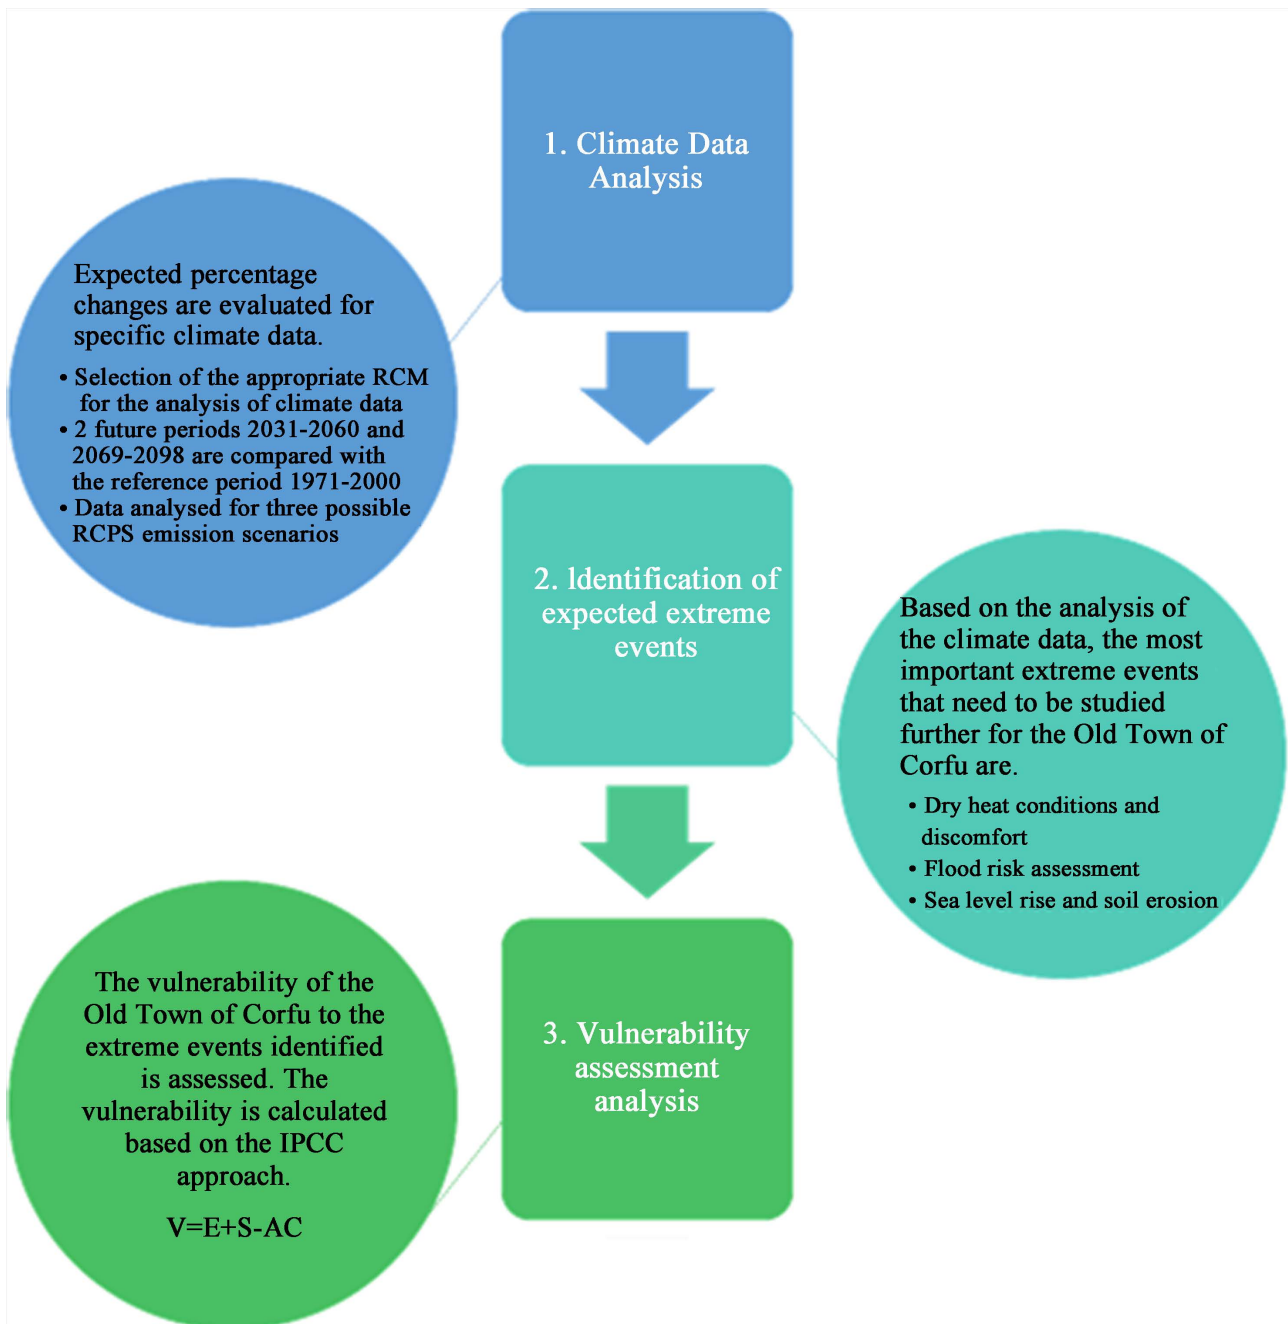 1. Climate Data
Analysis
Expected percentage
changes are evaluated for
specific climate data.
• Selection of the appropriate RCM
for the analysis of climate data
• 2 future periods 2031-2060 and
2069-2098 are compared with
the reference period 1971-2000
• Data analysed for three possible
RCPS emission scenarios
2. Identification of
expected extreme
events
Based on the analysis of
the climate data, the most
important extreme events
that need to be studied
further for the Old Town of
Corfu are.
• Dry heat conditions and
discomfort
• Flood risk assessment
• Sea level rise and soil erosion
3. Vulnerability
assessment
analysis
The vulnerability of the
Old Town of Corfu to the
extreme events identified
is assessed. The
vulnerability is calculated
based on the IPCC
approach.
V=E+S-AC